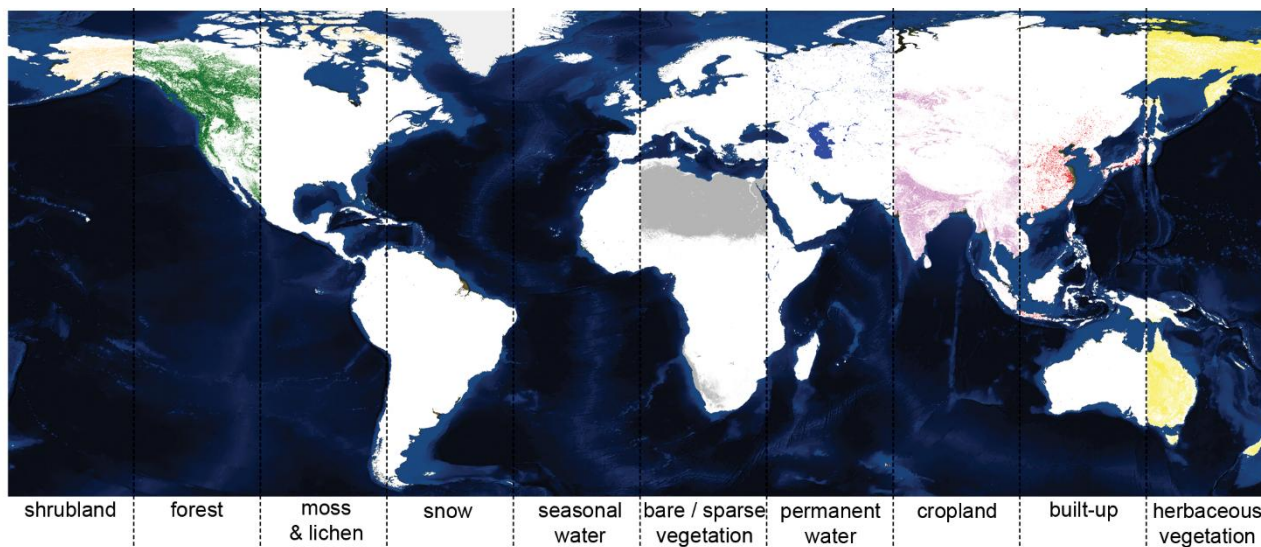 shrubland
forest
moss
& lichen
snow
seasonal
water
bare / sparse
vegetation
permanent
water
cropland
built-up
herbaceous
vegetation